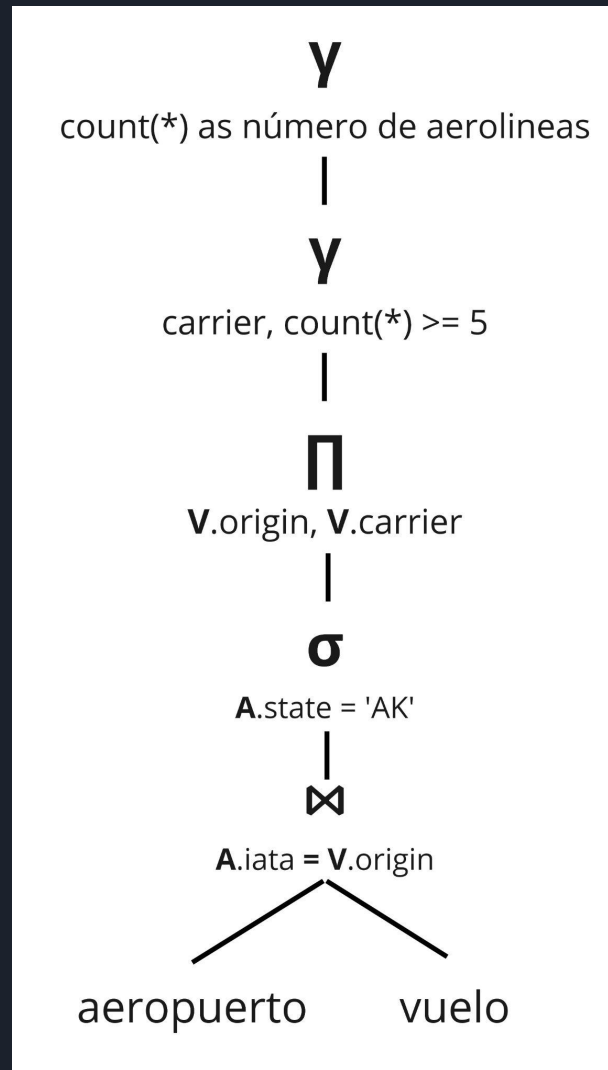 γ
count(*) as número de aerolineas
γ
carrier, count(*) >= 5
Π
V.origin, V.carrier
σ
A.state = 'AK'
⋈
A.iata = V.origin
aeropuerto vuelo